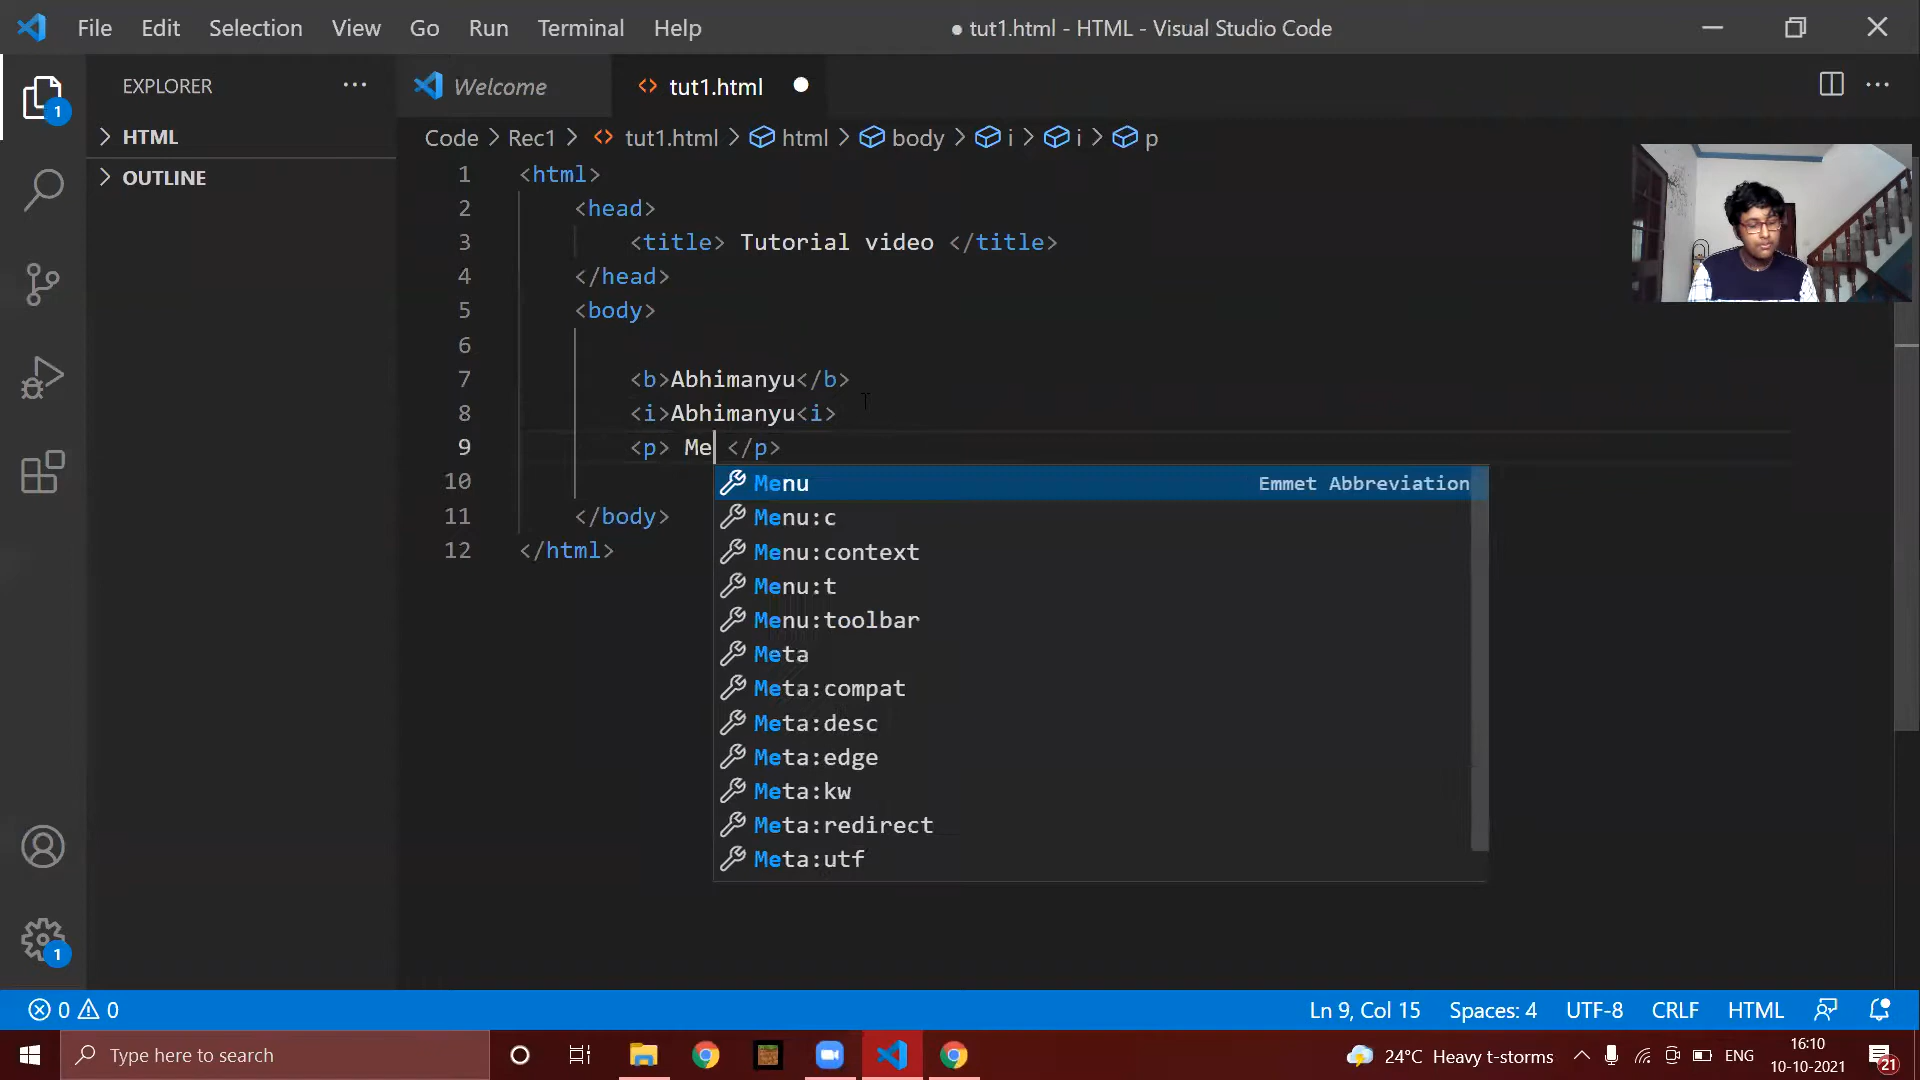 File Edit Selection View Go Run Terminal Help ● tut1.html - HTML - Visual Studio Code
EXPLORER ··· Welcome <> tut1.html ● ···
1
> HTML
> OUTLINE
Code > Rec1 > <> tut1.html > html > body > i > i > p
1 <html>
2 <head>
3 <title> Tutorial video </title>
4 </head>
5 <body>
6
7 <b>Abhimanyu</b>
8 <i>Abhimanyu<i>
9 <p> Me </p>
10
11 </body>
12 </html>
Menu Emmet Abbreviation
Menu:c
Menu:context
Menu:t
Menu:toolbar
Meta
Meta:compat
Meta:desc
Meta:edge
Meta:kw
Meta:redirect
Meta:utf
1
0 0 Ln 9, Col 15 Spaces: 4 UTF-8 CRLF HTML
Type here to search 24°C Heavy t-storms ENG 16:10
10-10-2021 21